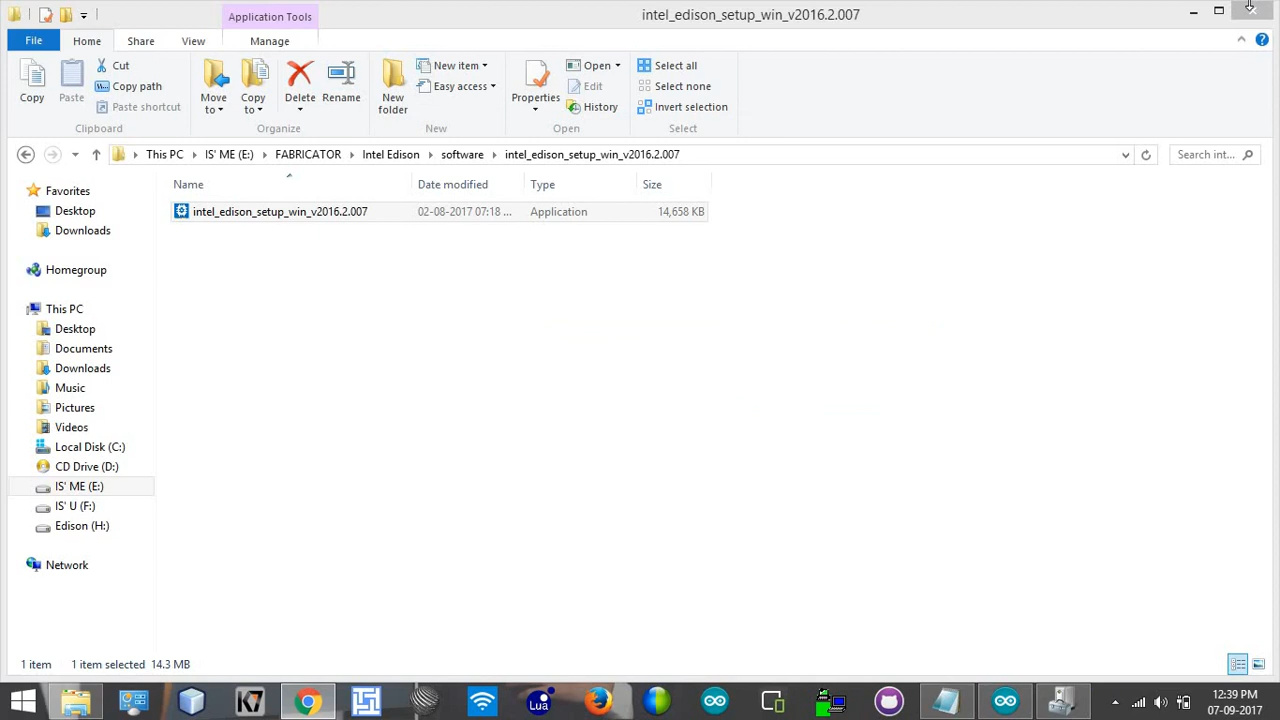 Application Tools
intel_edison_setup_win_v2016.2.007
File Home Share View Manage
Copy
Paste
Cut
Copy path
Paste shortcut
Clipboard
Move to
Copy to
Delete
Rename
Organize
New folder
New item
Easy access
New
Properties
Open
Edit
History
Open
Select all
Select none
Invert selection
Select
This PC IS' ME (E:) FABRICATOR Intel Edison software intel_edison_setup_win_v2016.2.007
Search int...
Name Date modified Type Size
intel_edison_setup_win_v2016.2.007 02-08-2017 07:18 ... Application 14,658 KB
Favorites
Desktop
Downloads
Homegroup
This PC
Desktop
Documents
Downloads
Music
Pictures
Videos
Local Disk (C:)
CD Drive (D:)
IS' ME (E:)
IS' U (F:)
Edison (H:)
Network
1 item 1 item selected 14.3 MB
K7
Lua
12:39 PM
07-09-2017